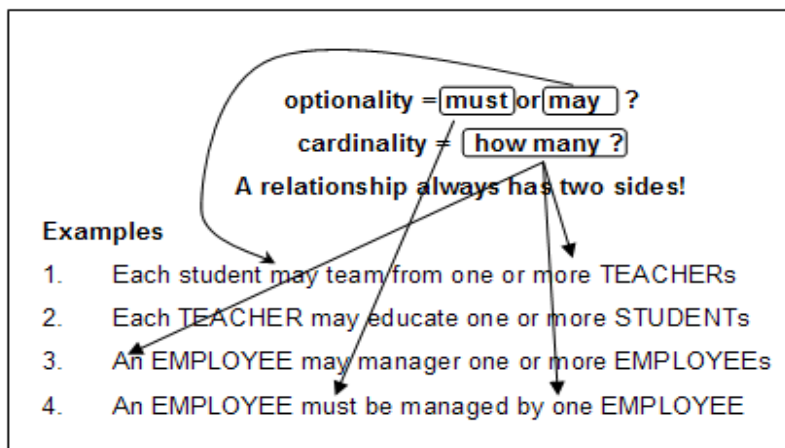 optionality = must or may ?
cardinality = how many ?
A relationship always has two sides!
Examples
1. Each student may team from one or more TEACHERs
2. Each TEACHER may educate one or more STUDENTs
3. An EMPLOYEE may manager one or more EMPLOYEEs
4. An EMPLOYEE must be managed by one EMPLOYEE